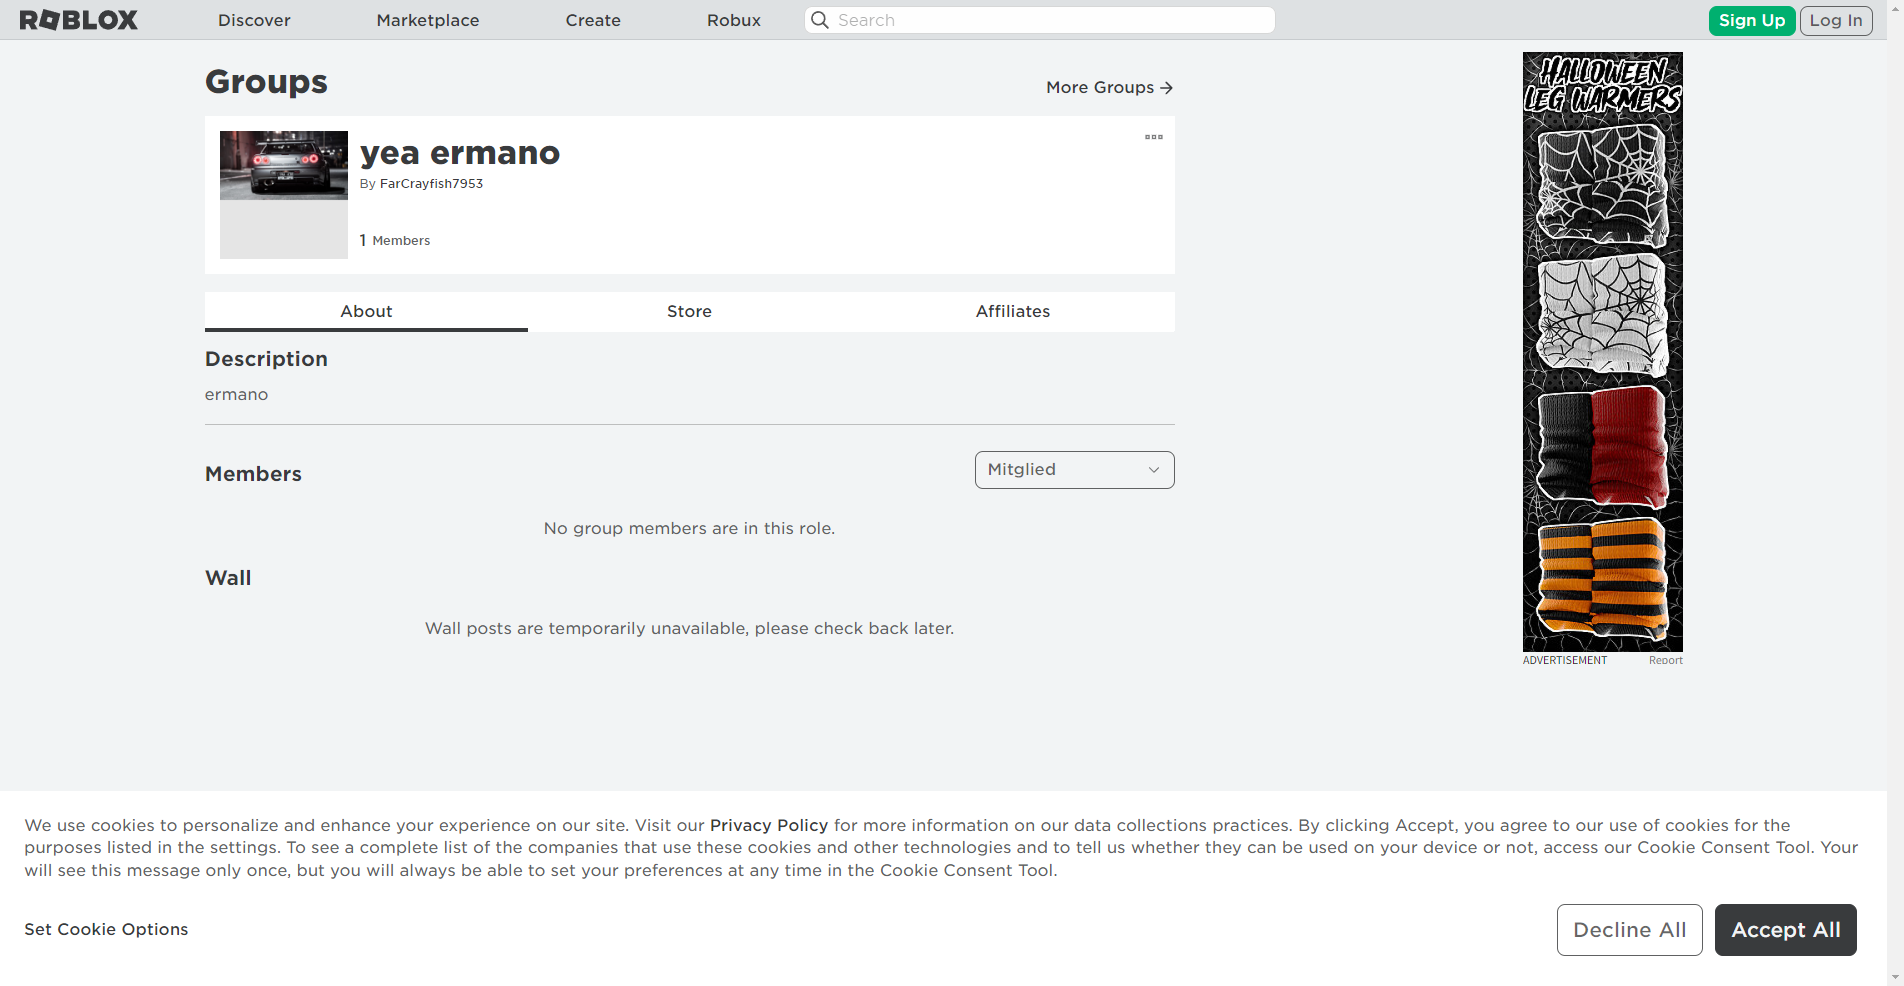 ROBLOX
Discover
Marketplace
Create
Robux
Search
Sign Up
Log In
Groups
More Groups →
yea ermano
By FarCrayfish7953
1 Members
About
Store
Affiliates
Description
ermano
Members
Mitglied
No group members are in this role.
Wall
Wall posts are temporarily unavailable, please check back later.
HALLOWEEN
LEG WARMERS
ADVERTISEMENT
Report
We use cookies to personalize and enhance your experience on our site. Visit our Privacy Policy for more information on our data collections practices. By clicking Accept, you agree to our use of cookies for the
purposes listed in the settings. To see a complete list of the companies that use these cookies and other technologies and to tell us whether they can be used on your device or not, access our Cookie Consent Tool. Your
will see this message only once, but you will always be able to set your preferences at any time in the Cookie Consent Tool.
Set Cookie Options
Decline All
Accept All